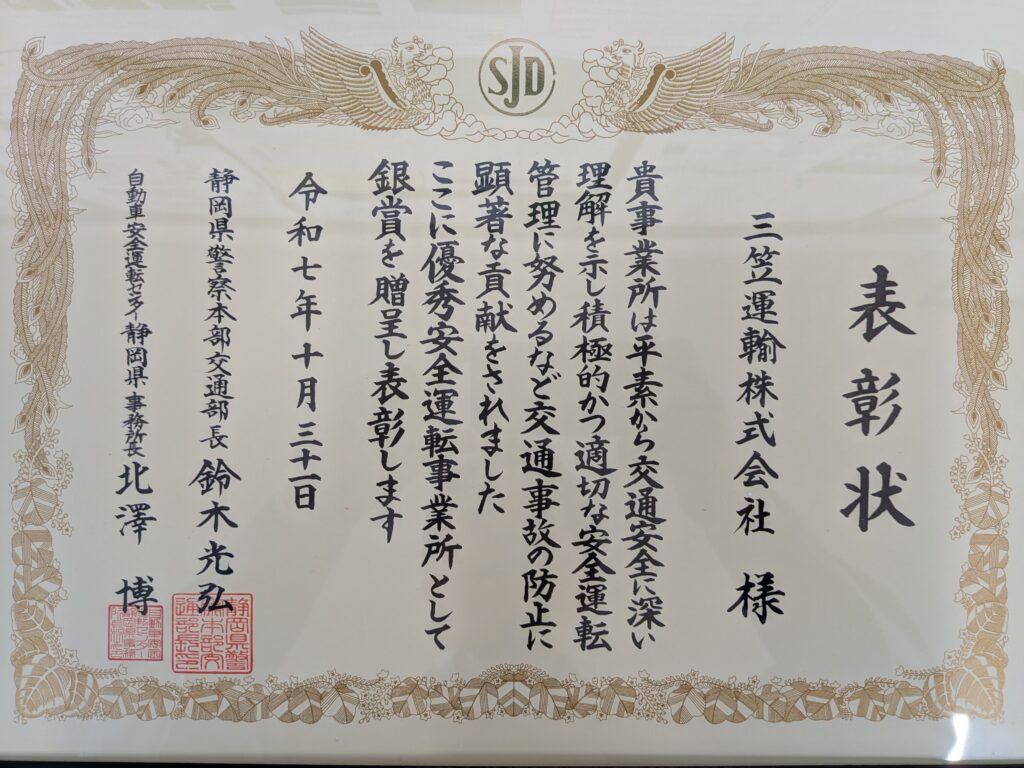 SJD
表彰状
三笠運輸株式会社 様
貴事業所は平素から交通安全に深い
理解を示し積極的かつ適切な安全運転
管理に努めるなど交通事故の防止に
顕著な貢献をされました
ここに優秀安全運転事業所として
銀賞を贈呈し表彰します
令和七年十月三十一日
静岡県警察本部交通部長 鈴木光弘
自動車安全運転センター静岡県事務所長 北澤 博